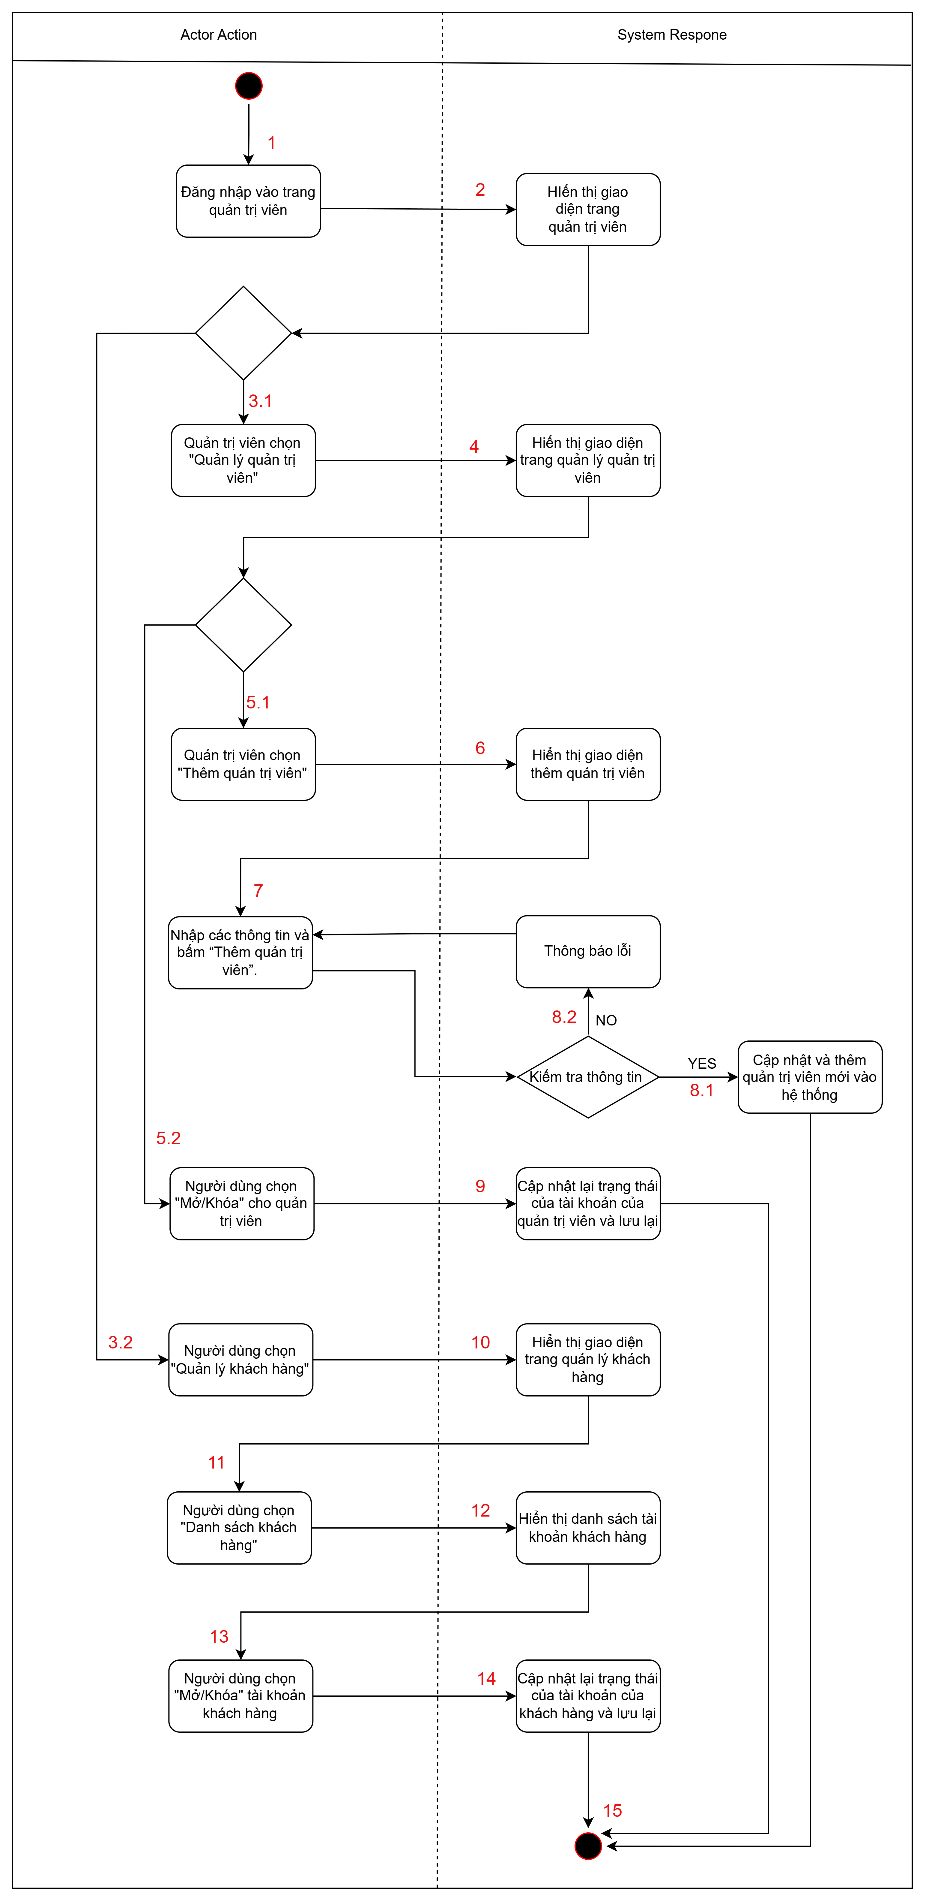 Actor Action
System Respone
1
Đăng nhập vào trang
quản trị viên
2
HIển thị giao
diện trang
quản trị viên
3.1
Quản trị viên chọn
"Quản lý quản trị
viên"
4
Hiển thị giao diện
trang quản lý quản trị
viên
5.1
Quản trị viên chọn
"Thêm quản trị viên"
6
Hiển thị giao diện
thêm quản trị viên
7
Nhập các thông tin và
bấm “Thêm quản trị
viên”.
Thông báo lỗi
8.2
NO
Kiểm tra thông tin
YES
8.1
Cập nhật và thêm
quản trị viên mới vào
hệ thống
5.2
Người dùng chọn
"Mở/Khóa" cho quản
trị viên
9
Cập nhật lại trạng thái
của tài khoản của
quản trị viên và lưu lại
3.2
Người dùng chọn
"Quản lý khách hàng"
10
Hiển thị giao diện
trang quản lý khách
hàng
11
Người dùng chọn
"Danh sách khách
hàng"
12
Hiển thị danh sách tài
khoản khách hàng
13
Người dùng chọn
"Mở/Khóa" tài khoản
khách hàng
14
Cập nhật lại trạng thái
của tài khoản của
khách hàng và lưu lại
15